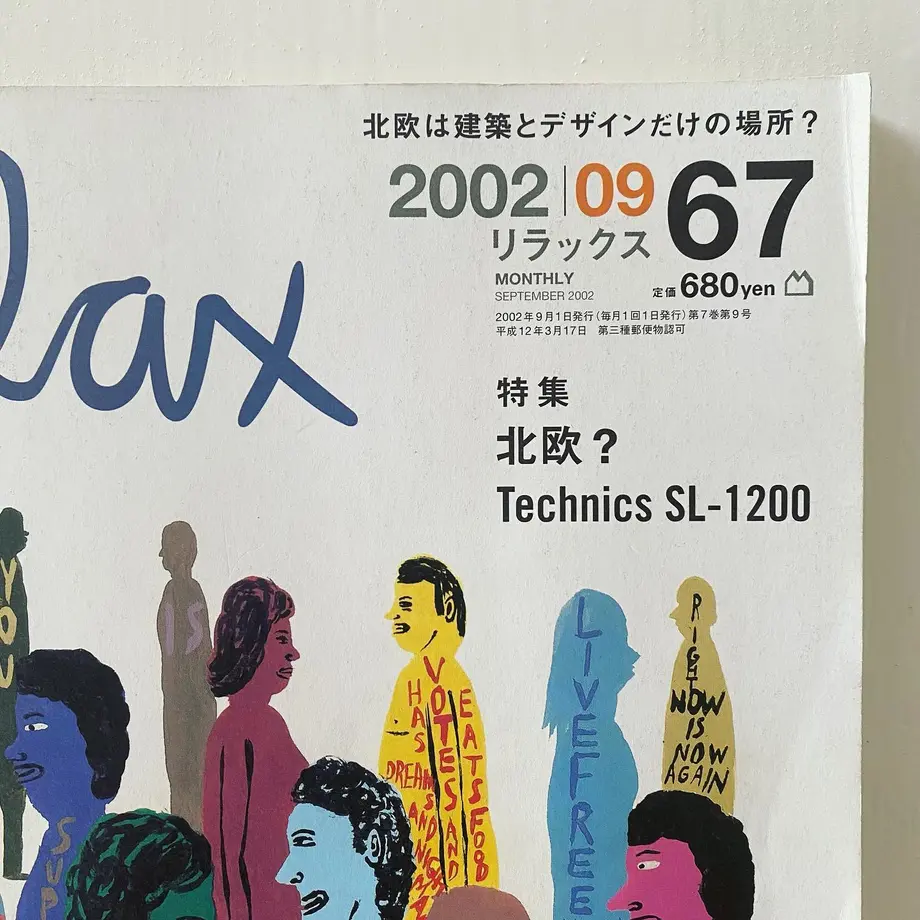 北欧は建築とデザインだけの場所？
2002 | 09 67
リラックス
MONTHLY
SEPTEMBER 2002
定価 680yen
2002年9月1日発行（毎月1回1日発行）第7巻第9号
平成12年3月17日 第三種郵便物認可
lax
特集
北欧？
Technics SL-1200
YOU
IS
HAS DREAMS AND
VOTES AND
EATS FOOD
LIVE FREE
RIGHT
NOW
IS
NOW
AGAIN
SUP